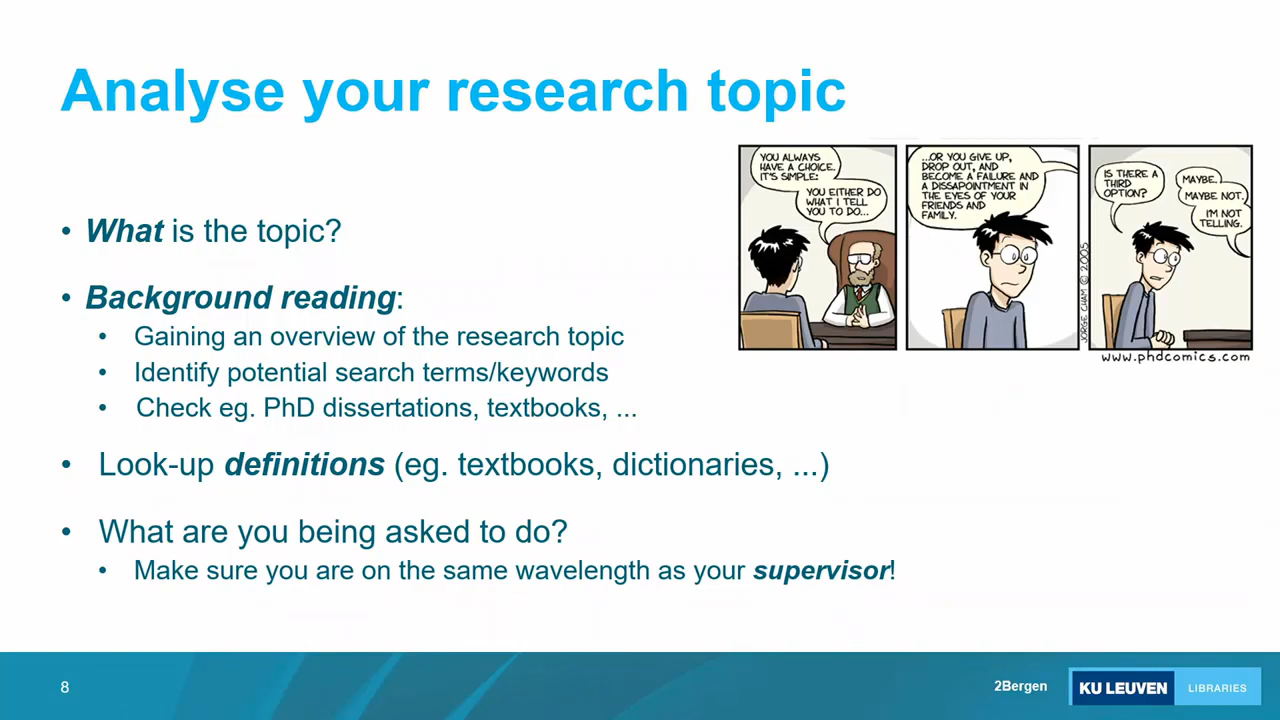 Analyse your research topic
• What is the topic?
• Background reading:
• Gaining an overview of the research topic
• Identify potential search terms/keywords
• Check eg. PhD dissertations, textbooks, ...
• Look-up definitions (eg. textbooks, dictionaries, ...)
• What are you being asked to do?
• Make sure you are on the same wavelength as your supervisor!
YOU ALWAYS
HAVE A CHOICE.
IT'S SIMPLE:
YOU EITHER DO
WHAT I TELL
YOU TO DO...
...OR YOU GIVE UP,
DROP OUT, AND
BECOME A FAILURE AND
A DISSAPOINTMENT IN
THE EYES OF YOUR
FRIENDS AND
FAMILY.
JORGE CHAM © 2005
IS THERE A
THIRD
OPTION?
MAYBE.
MAYBE NOT.
I'M NOT
TELLING.
www.phdcomics.com
8
2Bergen
KU LEUVEN
LIBRARIES